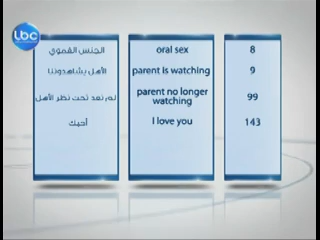 lbc
الجنس الفموي oral sex 8
الأهل يشاهدوننا parent is watching 9
لم نعد تحت نظر الأهل parent no longer watching 99
أحبك I love you 143